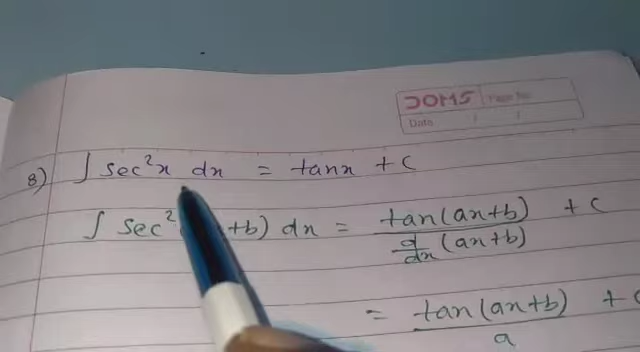 DOMS Page No.
Date / /
8) ∫ sec²x dx = tanx + c
∫ sec² +b) dx = tan(ax+b) / d/dx (ax+b) + c
= tan(ax+b) / a + c